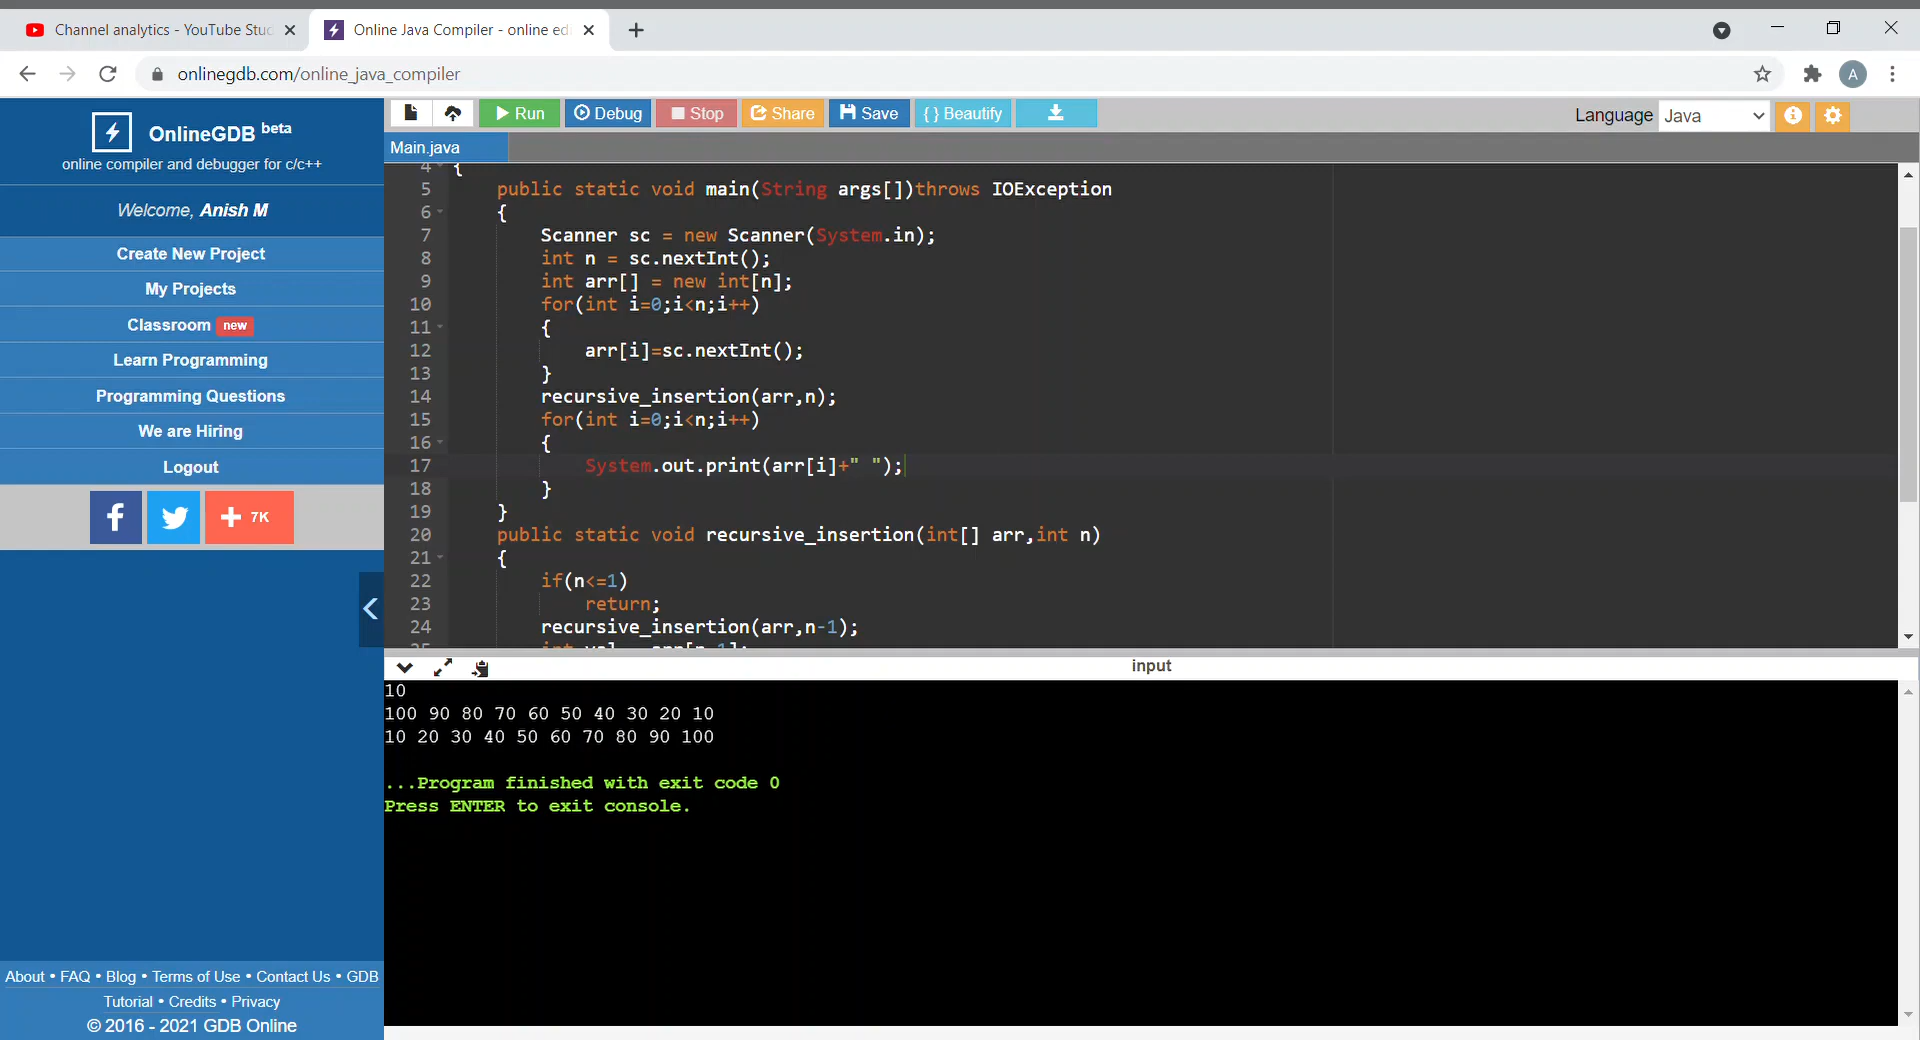 Channel analytics - YouTube Stud
Online Java Compiler - online edi
onlinegdb.com/online_java_compiler
A
OnlineGDB beta
online compiler and debugger for c/c++
Welcome, Anish M
Create New Project
My Projects
Classroom new
Learn Programming
Programming Questions
We are Hiring
Logout
7K
About • FAQ • Blog • Terms of Use • Contact Us • GDB
Tutorial • Credits • Privacy
© 2016 - 2021 GDB Online
Run
Debug
Stop
Share
Save
{ } Beautify
Language Java
Main.java
4 {
5 public static void main(String args[])throws IOException
6 {
7 Scanner sc = new Scanner(System.in);
8 int n = sc.nextInt();
9 int arr[] = new int[n];
10 for(int i=0;i<n;i++)
11 {
12 arr[i]=sc.nextInt();
13 }
14 recursive_insertion(arr,n);
15 for(int i=0;i<n;i++)
16 {
17 System.out.print(arr[i]+" ");
18 }
19 }
20 public static void recursive_insertion(int[] arr,int n)
21 {
22 if(n<=1)
23 return;
24 recursive_insertion(arr,n-1);
input
10
100 90 80 70 60 50 40 30 20 10
10 20 30 40 50 60 70 80 90 100
...Program finished with exit code 0
Press ENTER to exit console.